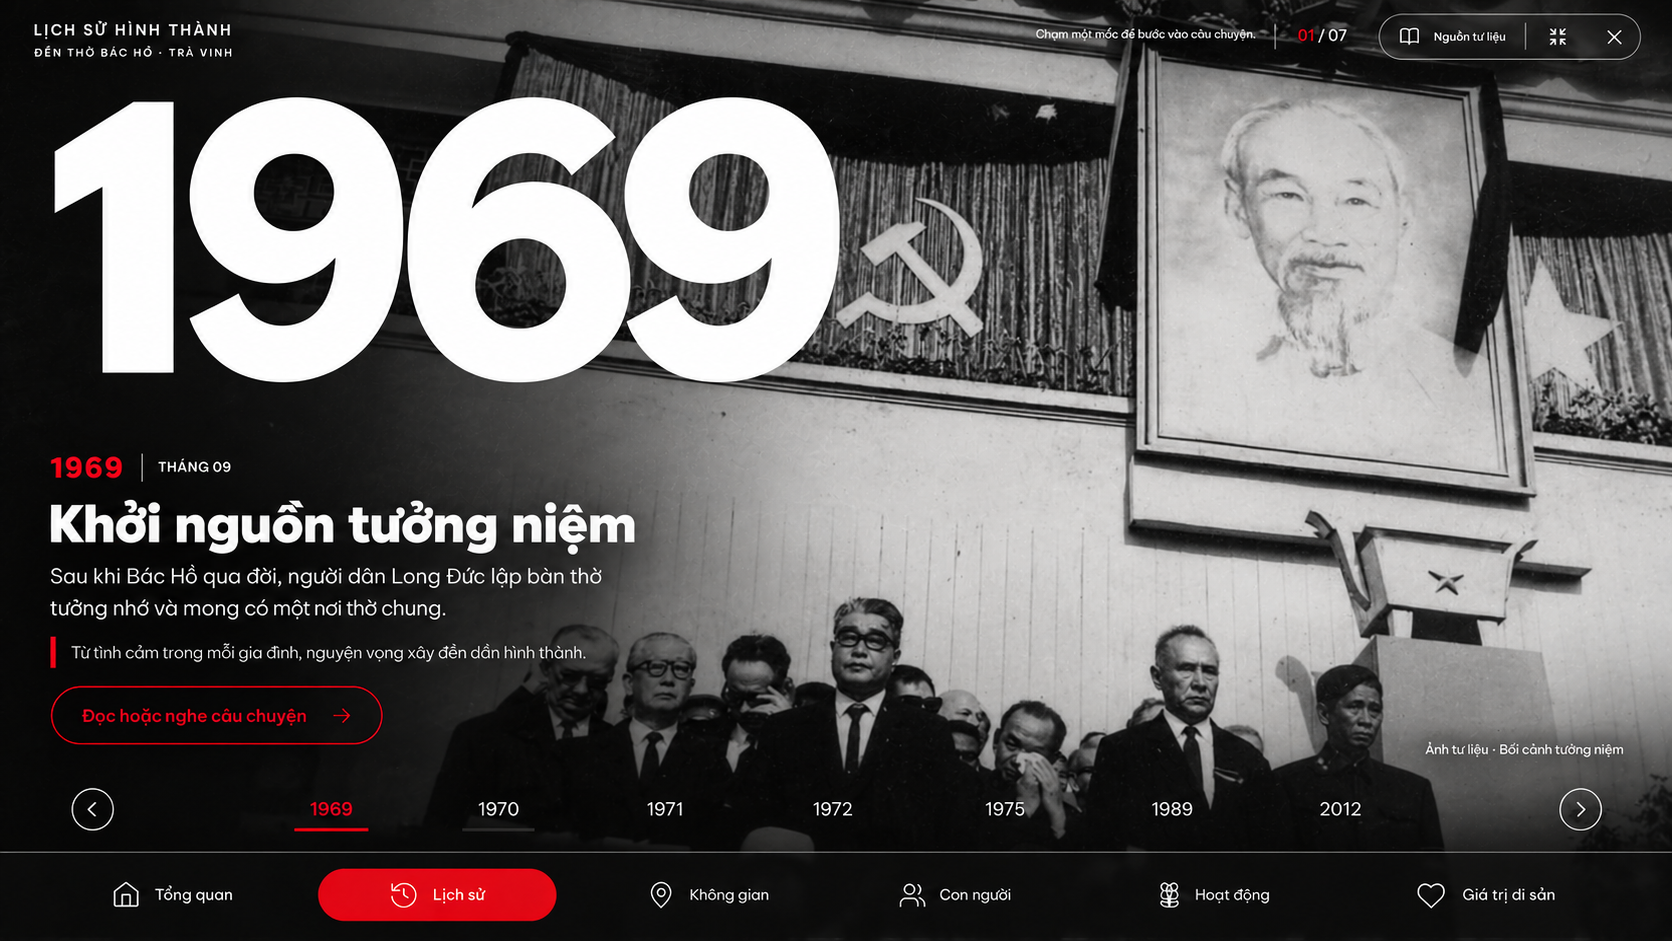 LỊCH SỬ HÌNH THÀNH
ĐỀN THỜ BÁC HỒ · TRÀ VINH
Chạm một mốc để bước vào câu chuyện.
01 / 07
Nguồn tư liệu
1969
1969 | THÁNG 09
Khởi nguồn tưởng niệm
Sau khi Bác Hồ qua đời, người dân Long Đức lập bàn thờ
tưởng nhớ và mong có một nơi thờ chung.
Từ tình cảm trong mỗi gia đình, nguyện vọng xây đền dần hình thành.
Đọc hoặc nghe câu chuyện
Ảnh tư liệu · Bối cảnh tưởng niệm
1969 1970 1971 1972 1975 1989 2012
Tổng quan Lịch sử Không gian Con người Hoạt động Giá trị di sản